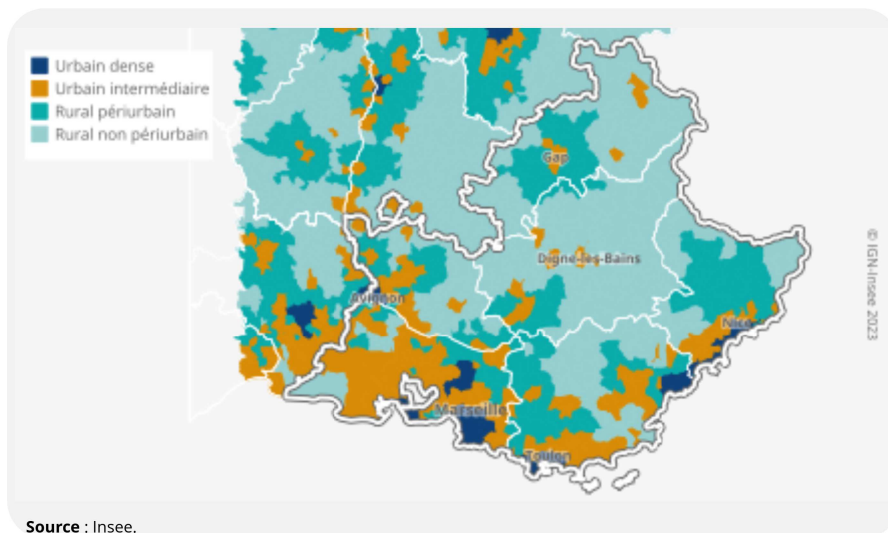 Urbain dense
Urbain intermédiaire
Rural périurbain
Rural non périurbain
Gap
Digne-les-Bains
Avignon
Nice
Marseille
Toulon
© IGN-Insee 2023
Source : Insee.